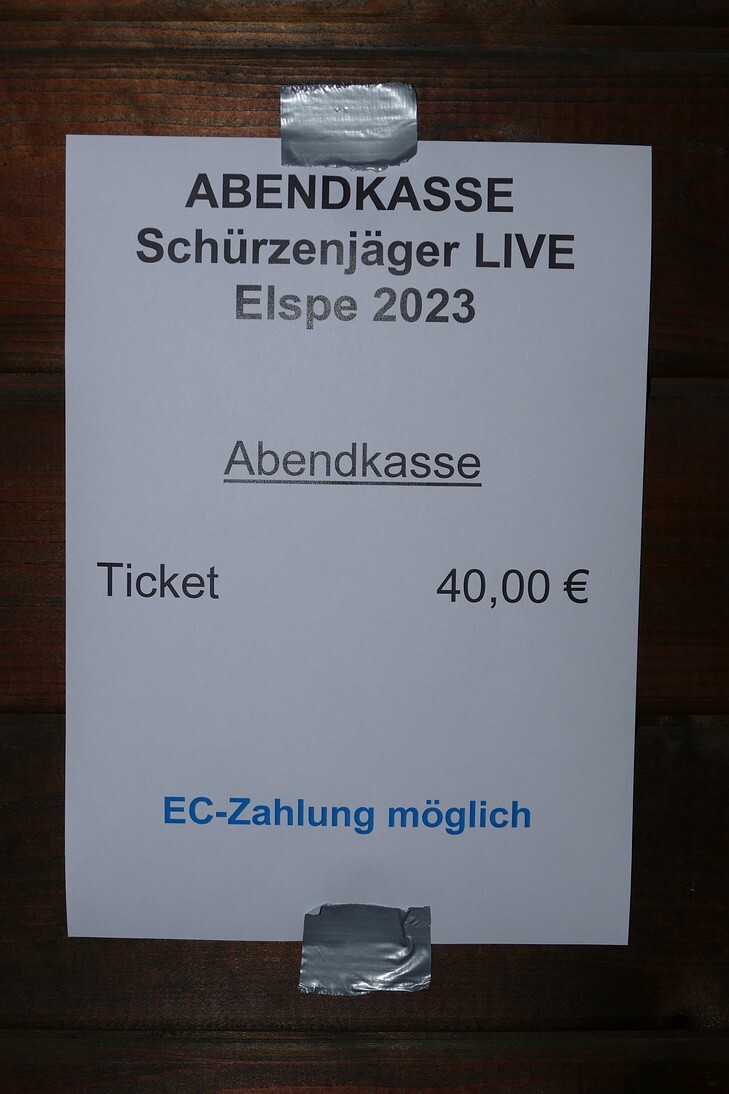 ABENDKASSE
Schürzenjäger LIVE
Elspe 2023
Abendkasse
Ticket 40,00 €
EC-Zahlung möglich